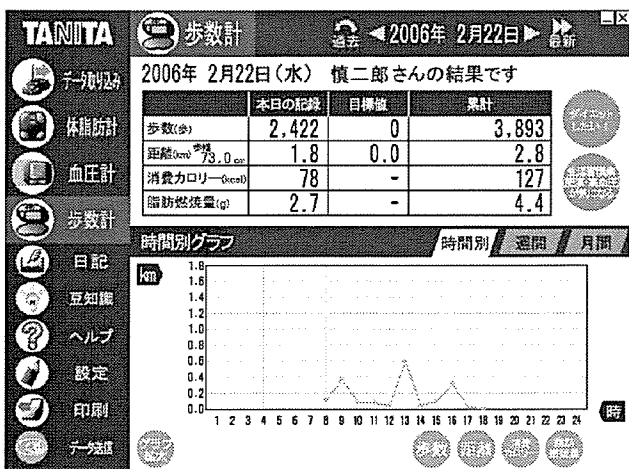 TANITA
歩数計
過去
◀2006年 2月22日▶
最新
データ取り込み
体脂肪計
血圧計
歩数計
日記
豆知識
ヘルプ
設定
印刷
データ送信
2006年 2月22日(水) 慎二郎さんの結果です
本日の記録 目標値 累計
歩数(歩) 2,422 0 3,893
距離(km) 歩幅 73.0cm 1.8 0.0 2.8
消費カロリー(kcal) 78 - 127
脂肪燃焼量(g) 2.7 - 4.4
時間別グラフ
時間別 週間 月間
km
1.8
1.6
1.4
1.2
1.0
0.8
0.6
0.4
0.2
0.0
1 2 3 4 5 6 7 8 9 10 11 12 13 14 15 16 17 18 19 20 21 22 23 24
時
歩数 距離